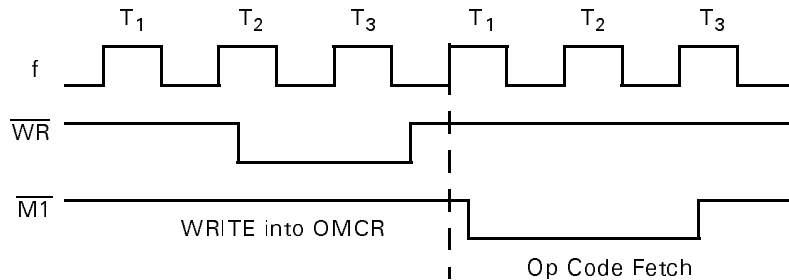 T1 T2 T3 T1 T2 T3
f
WR
M1
WRITE into OMCR
Op Code Fetch